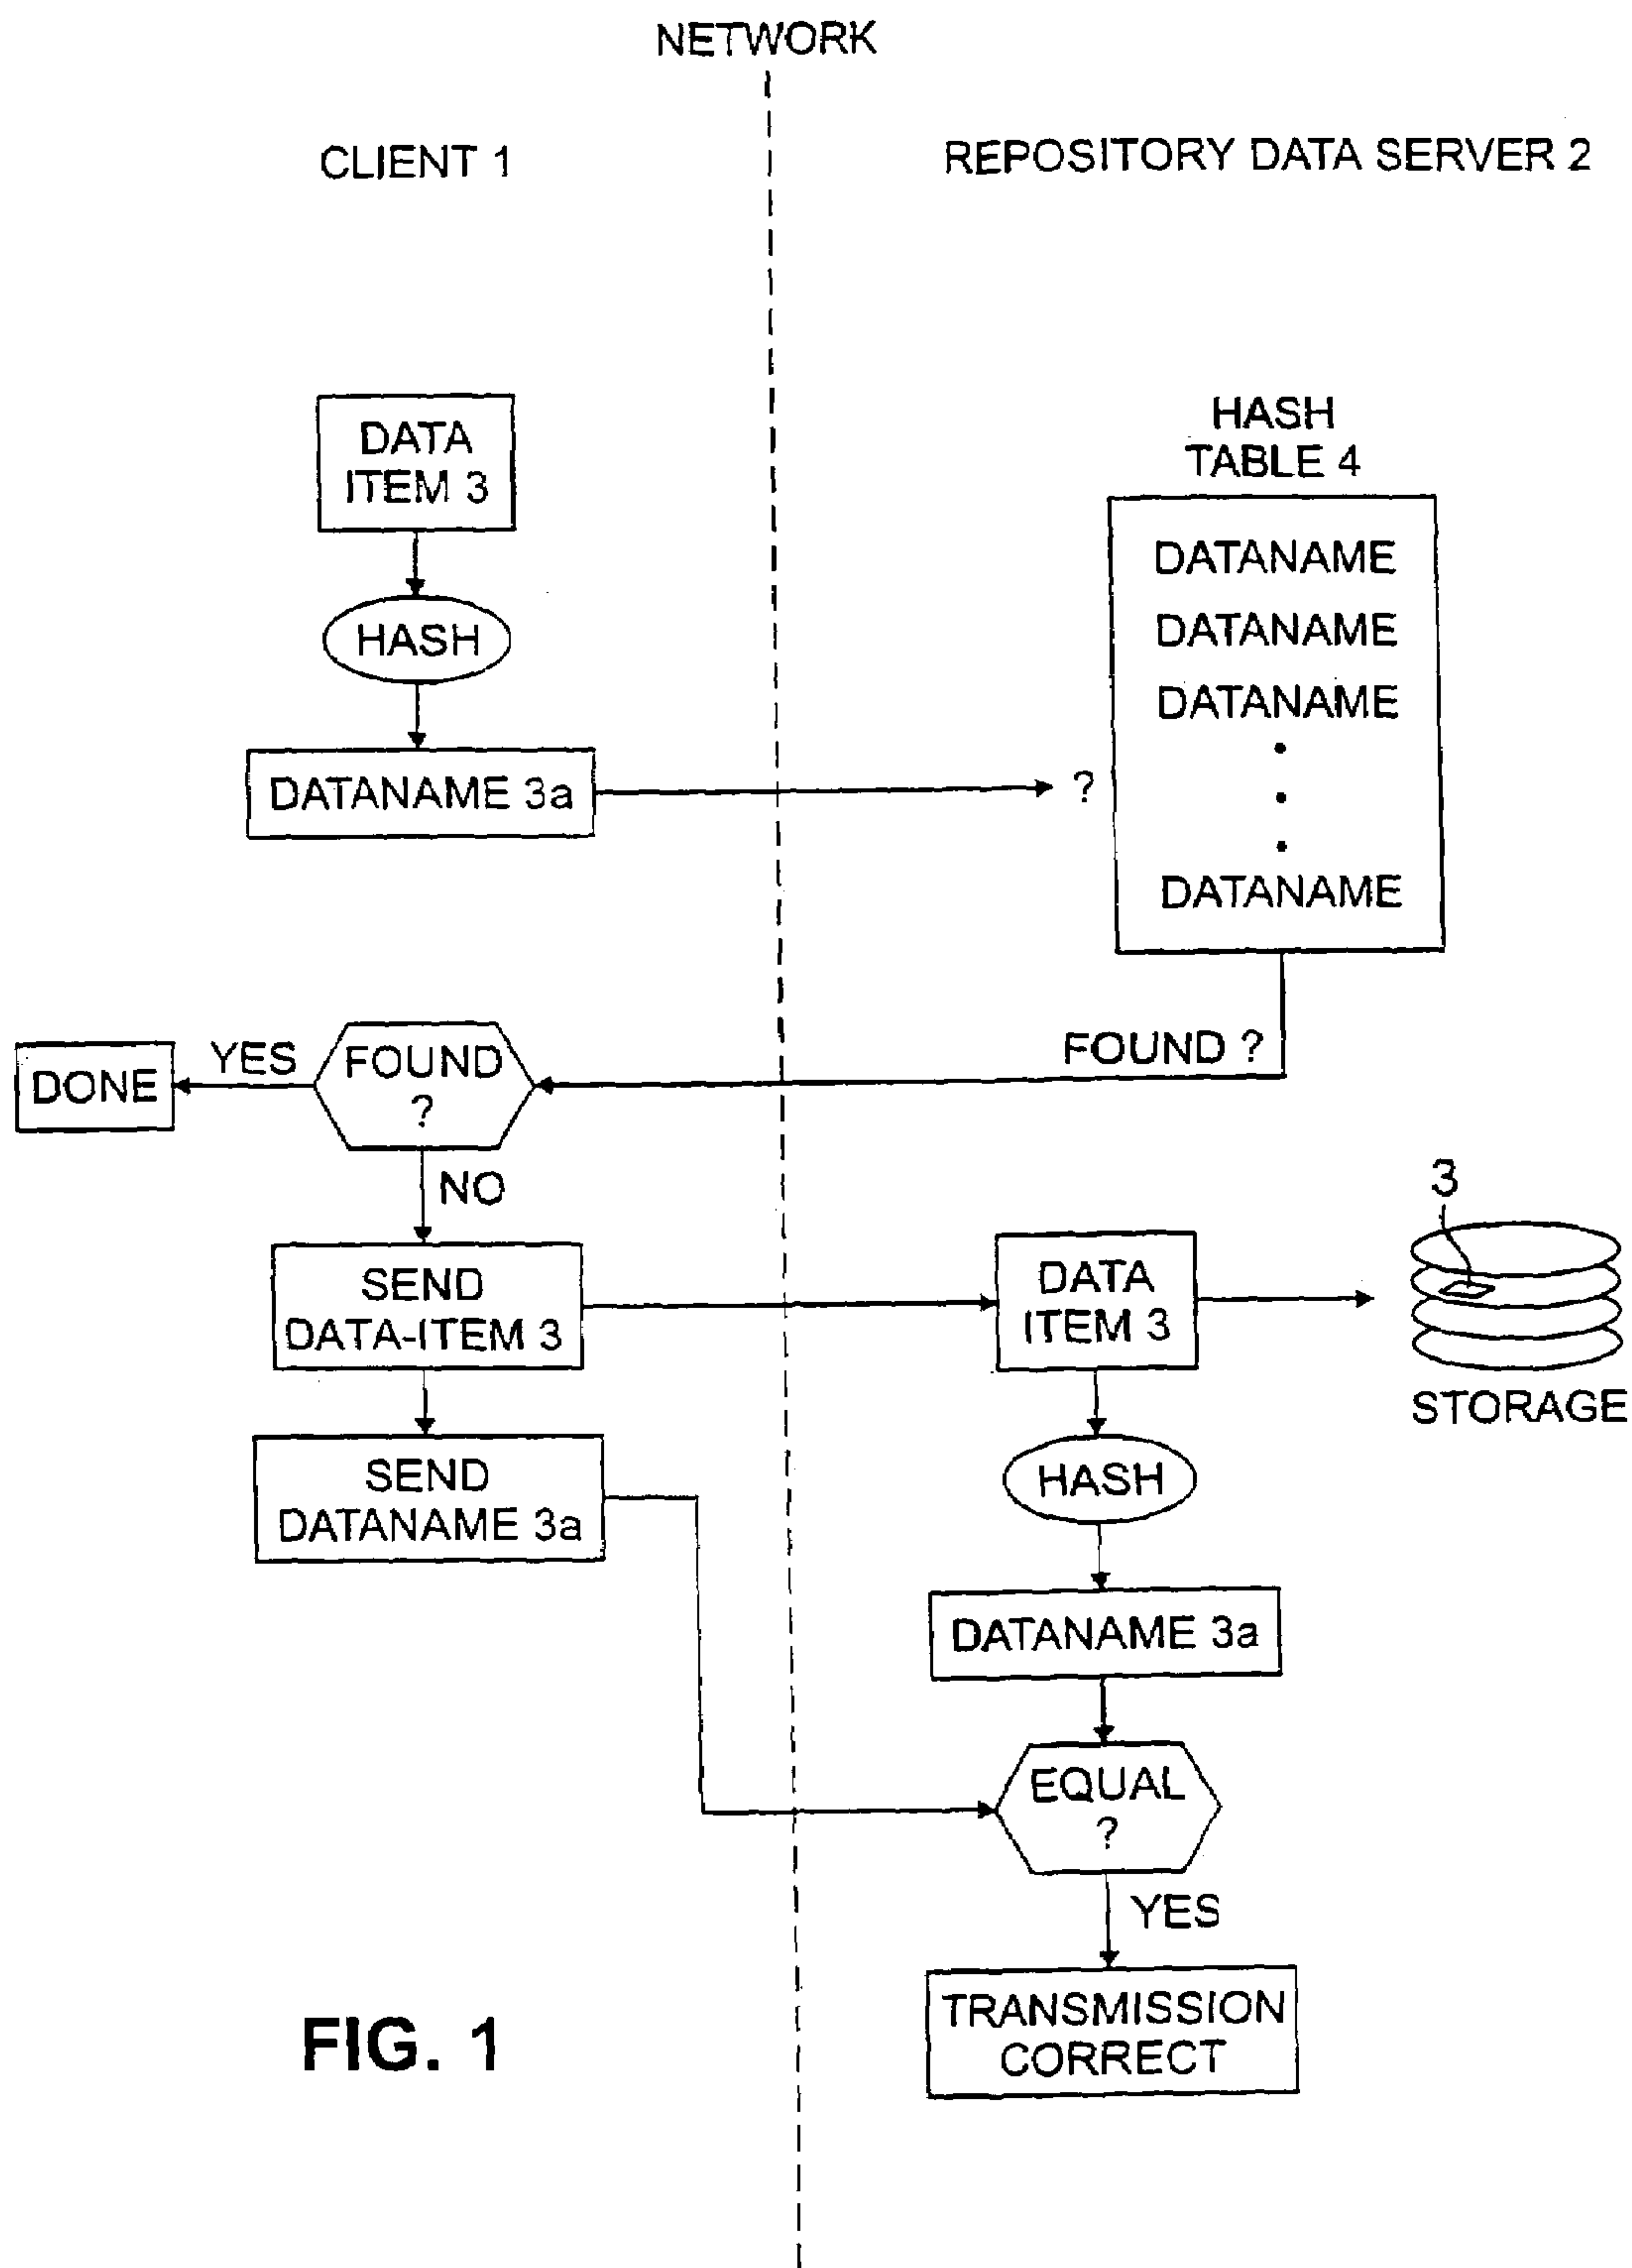 NETWORK
CLIENT 1
REPOSITORY DATA SERVER 2
DATA
ITEM 3
HASH
TABLE 4
DATANAME
HASH
DATANAME
DATANAME
DATANAME 3a
?
DATANAME
FOUND ?
YES
FOUND
?
DONE
NO
3
SEND
DATA-ITEM 3
DATA
ITEM 3
STORAGE
SEND
DATANAME 3a
HASH
DATANAME 3a
EQUAL
?
YES
TRANSMISSION
CORRECT
FIG. 1